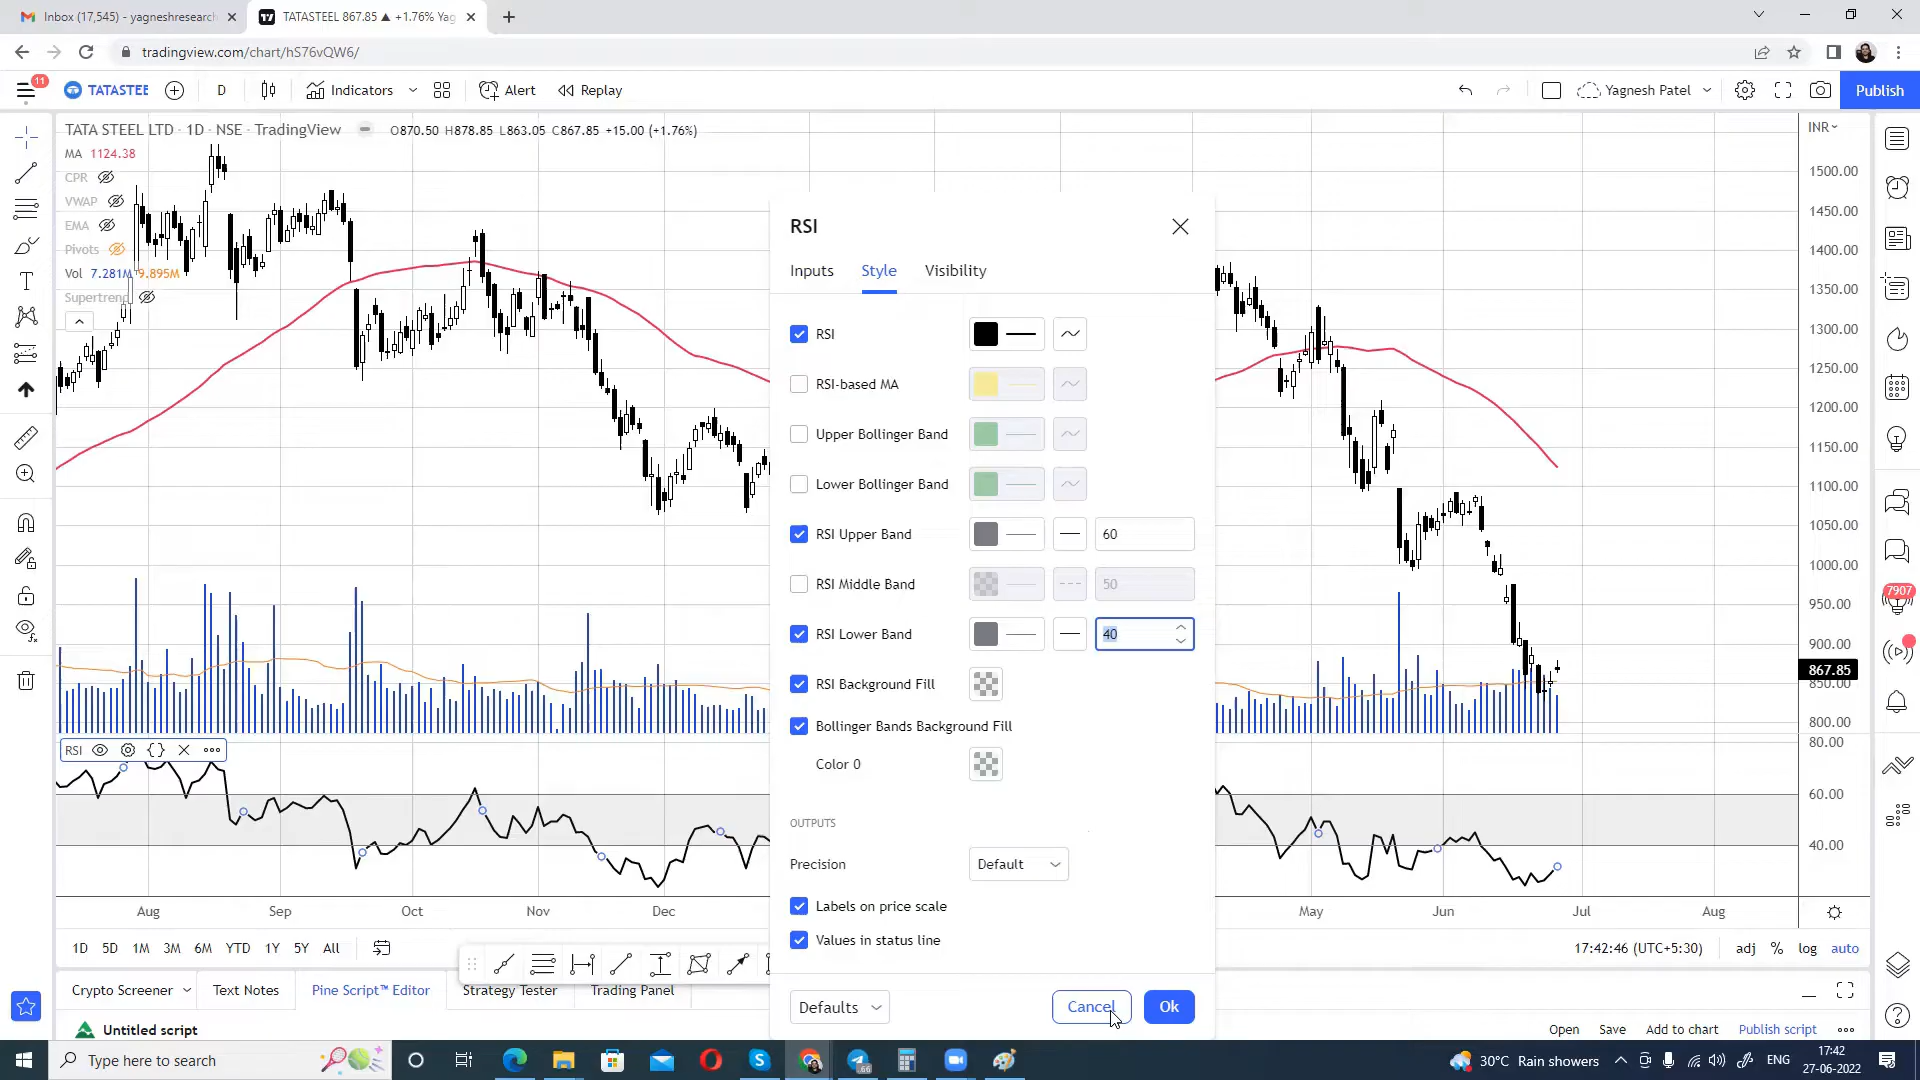 Inbox (17,545) - yagneshresearch
TATASTEEL 867.85 ▲ +1.76% Yag
tradingview.com/chart/hS76vQW6/
11
TATASTEE
D
Indicators
Alert
Replay
Yagnesh Patel
Publish
TATA STEEL LTD · 1D · NSE · TradingView
O870.50 H878.85 L863.05 C867.85 +15.00 (+1.76%)
INR
MA 1124.38
CPR
VWAP
EMA
Pivots
Vol 7.281M 9.895M
Supertrend
1500.00
1450.00
1400.00
1350.00
1300.00
1250.00
1200.00
1150.00
1100.00
1050.00
1000.00
950.00
900.00
867.85
850.00
800.00
80.00
60.00
40.00
7907
RSI
RSI
Inputs
Style
Visibility
RSI
RSI-based MA
Upper Bollinger Band
Lower Bollinger Band
RSI Upper Band
60
RSI Middle Band
50
RSI Lower Band
40
RSI Background Fill
Bollinger Bands Background Fill
Color 0
OUTPUTS
Precision
Default
Labels on price scale
Values in status line
Defaults
Cancel
Ok
Aug Sep Oct Nov Dec May Jun Jul Aug
1D 5D 1M 3M 6M YTD 1Y 5Y All
17:42:46 (UTC+5:30)
adj % log auto
Crypto Screener
Text Notes
Pine Script™ Editor
Strategy Tester
Trading Panel
Untitled script
Open Save Add to chart Publish script
Type here to search
.66
30°C Rain showers
ENG
17:42
27-06-2022